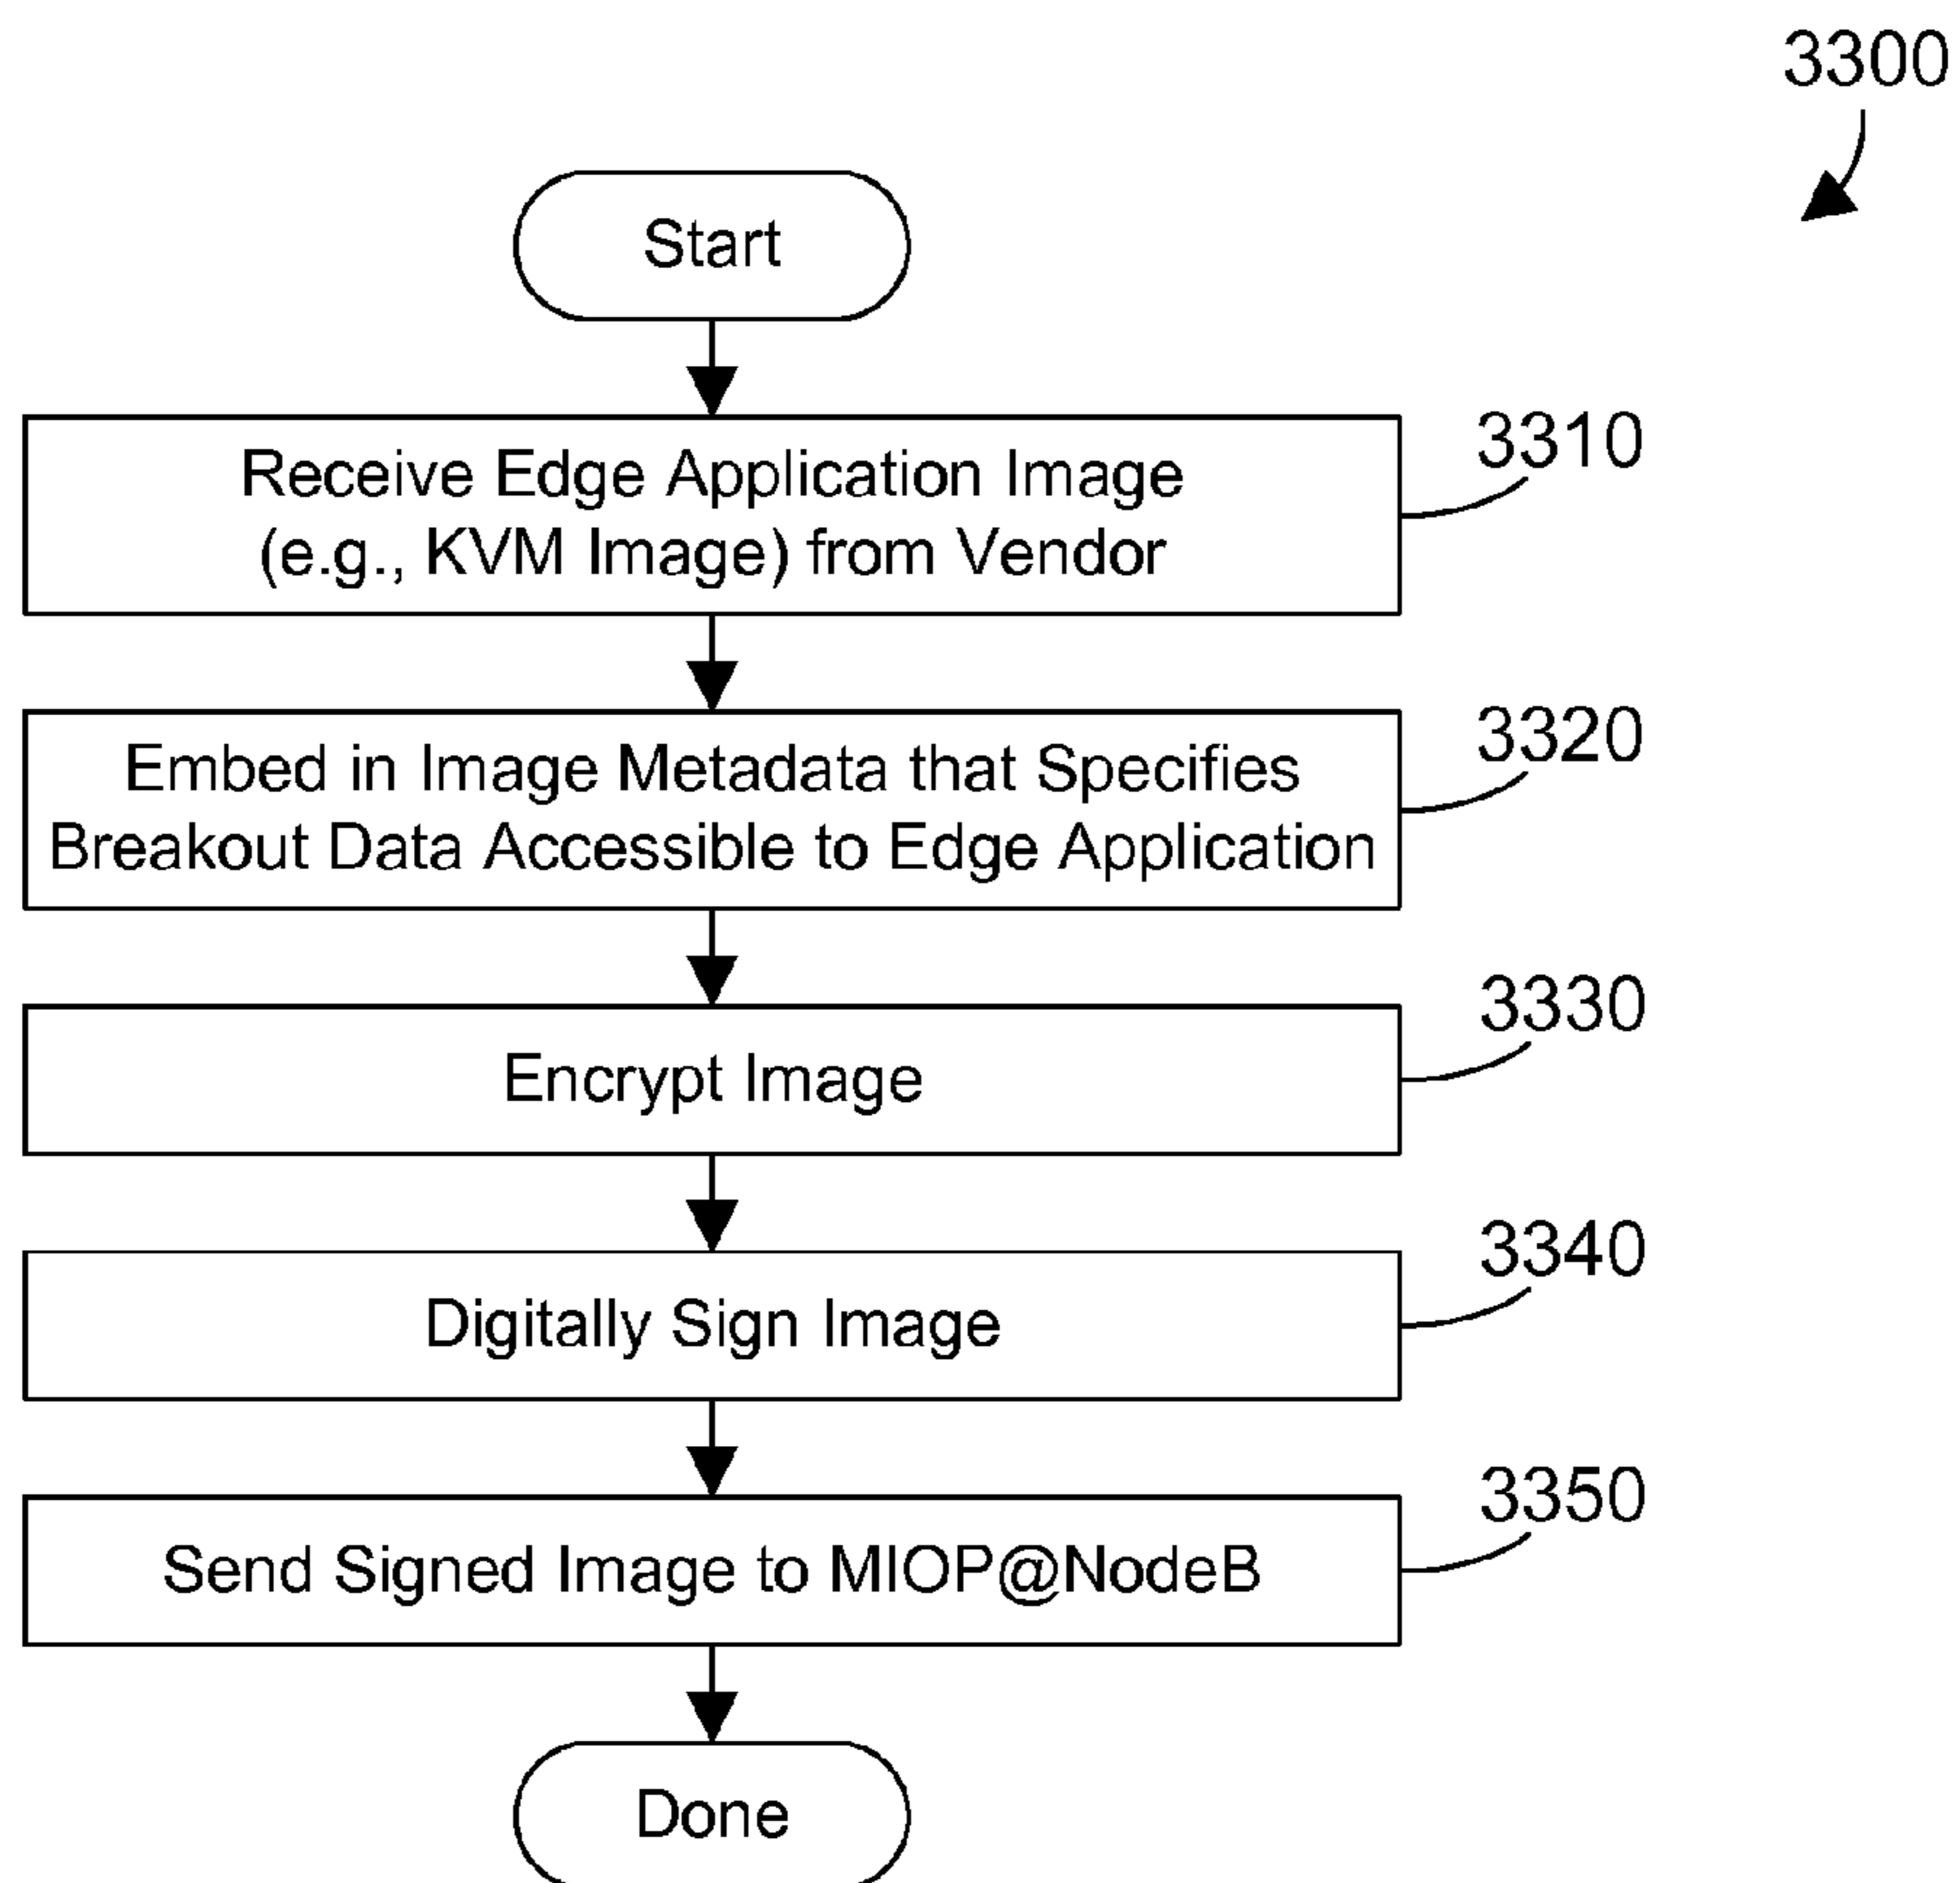 3300
Start
Receive Edge Application Image
(e.g., KVM Image) from Vendor
3310
Embed in Image Metadata that Specifies
Breakout Data Accessible to Edge Application
3320
Encrypt Image
3330
Digitally Sign Image
3340
Send Signed Image to MIOP@NodeB
3350
Done